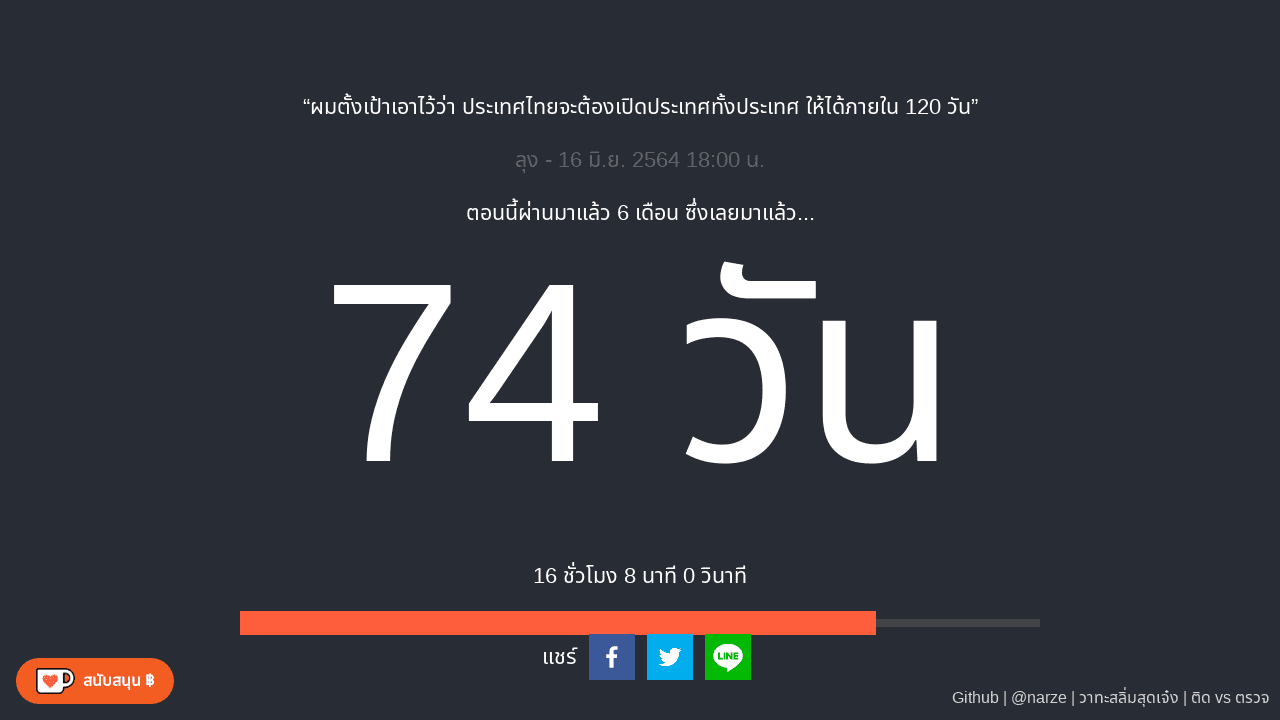 “ผมตั้งเป้าเอาไว้ว่า ประเทศไทยจะต้องเปิดประเทศทั้งประเทศ ให้ได้ภายใน 120 วัน”
ลุง - 16 มิ.ย. 2564 18:00 น.
ตอนนี้ผ่านมาแล้ว 6 เดือน ซึ่งเลยมาแล้ว...
74 วัน
16 ชั่วโมง 8 นาที 0 วินาที
แชร์
LINE
สนับสนุน ฿
Github | @narze | วาทะสลิ่มสุดเจ๋ง | ติด vs ตรวจ